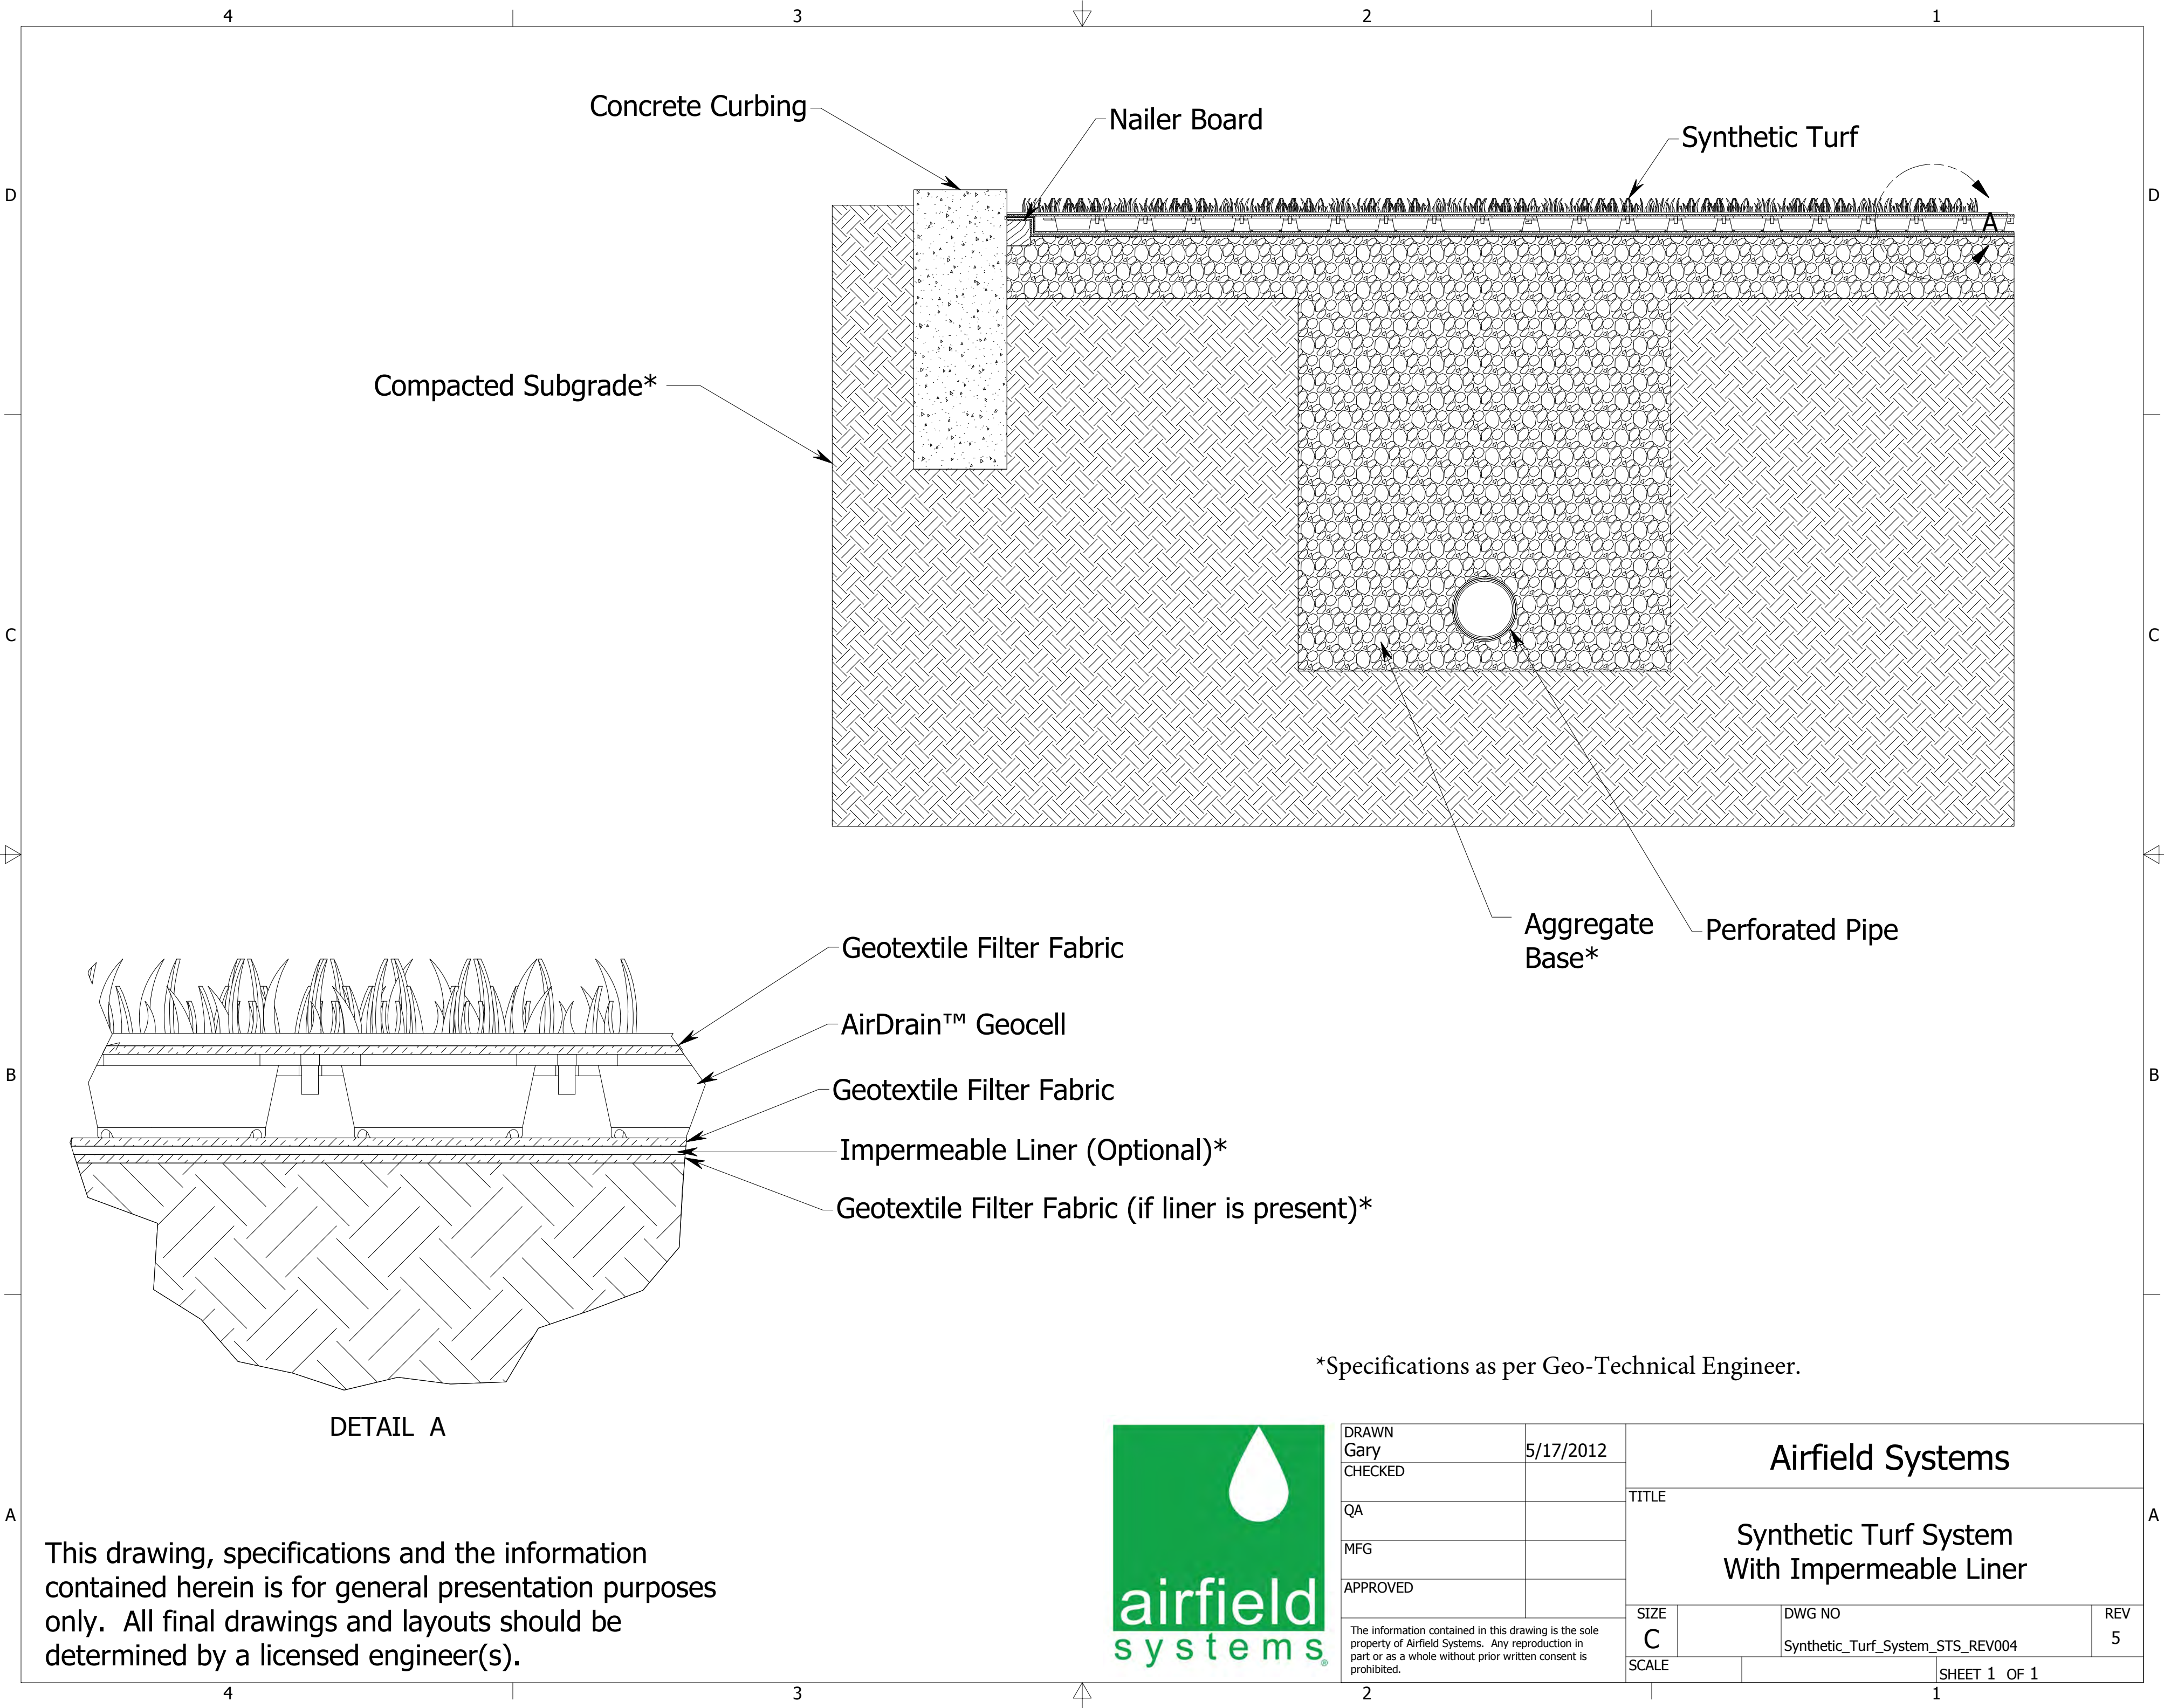 4
3
2
1
D
D
C
C
B
B
A
A
Concrete Curbing
Nailer Board
Synthetic Turf
A
Compacted Subgrade*
Aggregate
Base*
Perforated Pipe
Geotextile Filter Fabric
AirDrain™ Geocell
Geotextile Filter Fabric
Impermeable Liner (Optional)*
Geotextile Filter Fabric (if liner is present)*
DETAIL A
*Specifications as per Geo-Technical Engineer.
This drawing, specifications and the information
contained herein is for general presentation purposes
only. All final drawings and layouts should be
determined by a licensed engineer(s).
airfield
systems®
DRAWN
Gary
5/17/2012
CHECKED
QA
MFG
APPROVED
The information contained in this drawing is the sole
property of Airfield Systems. Any reproduction in
part or as a whole without prior written consent is
prohibited.
Airfield Systems
TITLE
Synthetic Turf System
With Impermeable Liner
SIZE
C
DWG NO
Synthetic_Turf_System_STS_REV004
REV
5
SCALE
SHEET 1 OF 1
4
3
2
1